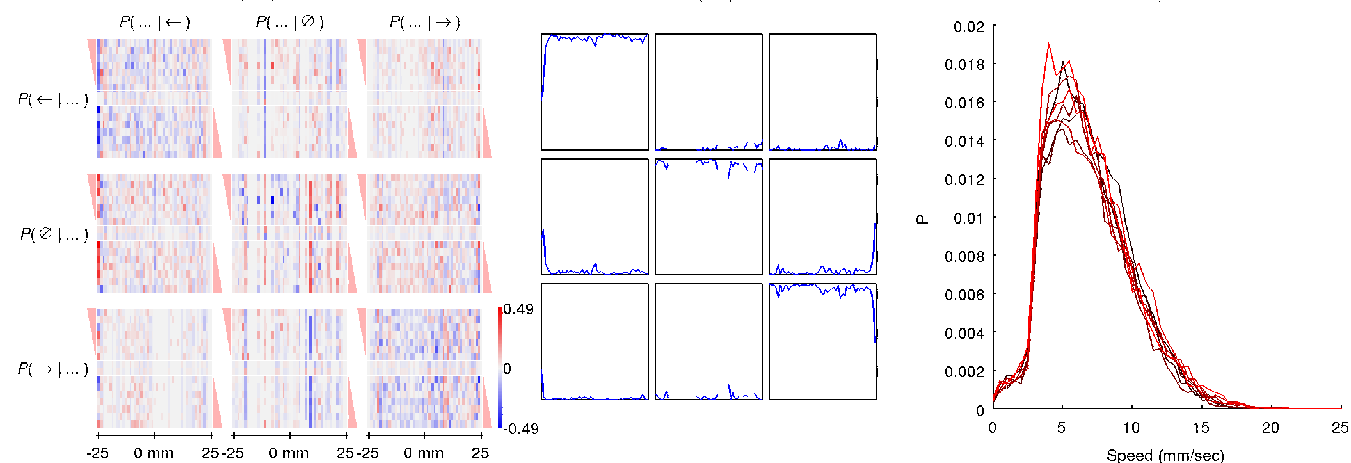 P( ... | ← ) P( ... | ∅ ) P( ... | → )
P( ← | ... )
P( ∅ | ... )
P( → | ... )
0.49
0
-0.49
-25 0 mm 25 -25 0 mm 25 -25 0 mm 25
0.02
0.018
0.016
0.014
0.012
0.01
0.008
0.006
0.004
0.002
0
P
0 5 10 15 20 25
Speed (mm/sec)